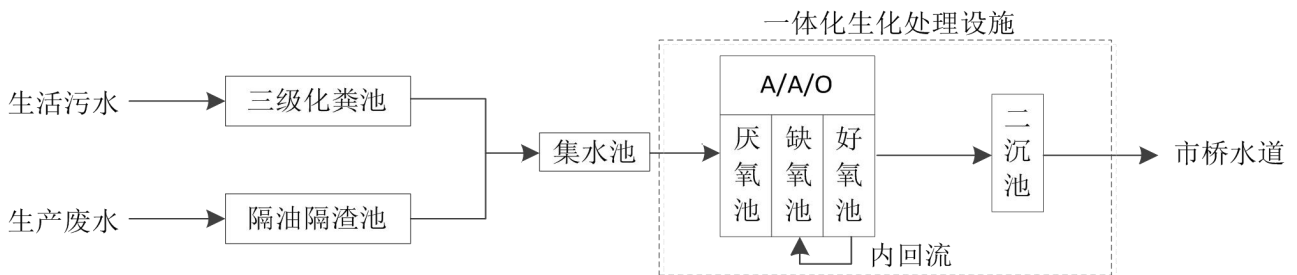 一体化生化处理设施
生活污水
三级化粪池
生产废水
隔油隔渣池
集水池
A/A/O
厌氧池
缺氧池
好氧池
内回流
二沉池
市桥水道